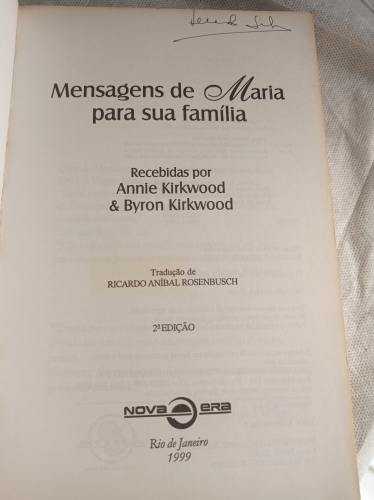 Mensagens de Maria
para sua família
Recebidas por
Annie Kirkwood
& Byron Kirkwood
Tradução de
RICARDO ANÍBAL ROSENBUSCH
2ª EDIÇÃO
NOVA ERA
Rio de Janeiro
1999